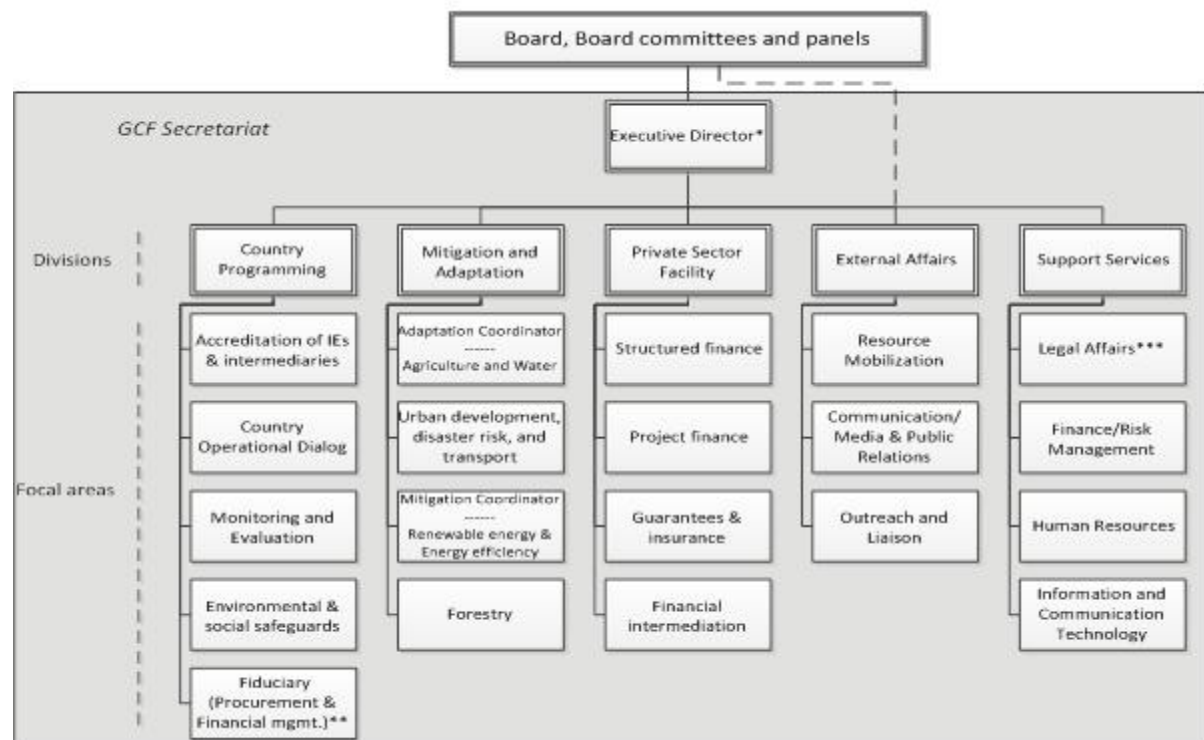 Board, Board committees and panels
GCF Secretariat
Executive Director*
Divisions
Country
Programming
Mitigation and
Adaptation
Private Sector
Facility
External Affairs
Support Services
Focal areas
Accreditation of IEs
& intermediaries
Country
Operational Dialog
Monitoring and
Evaluation
Environmental &
social safeguards
Fiduciary
(Procurement &
Financial mgmt.)**
Adaptation Coordinator
------
Agriculture and Water
Urban development,
disaster risk, and
transport
Mitigation Coordinator
------
Renewable energy &
Energy efficiency
Forestry
Structured finance
Project finance
Guarantees &
insurance
Financial
intermediation
Resource
Mobilization
Communication/
Media & Public
Relations
Outreach and
Liaison
Legal Affairs***
Finance/Risk
Management
Human Resources
Information and
Communication
Technology